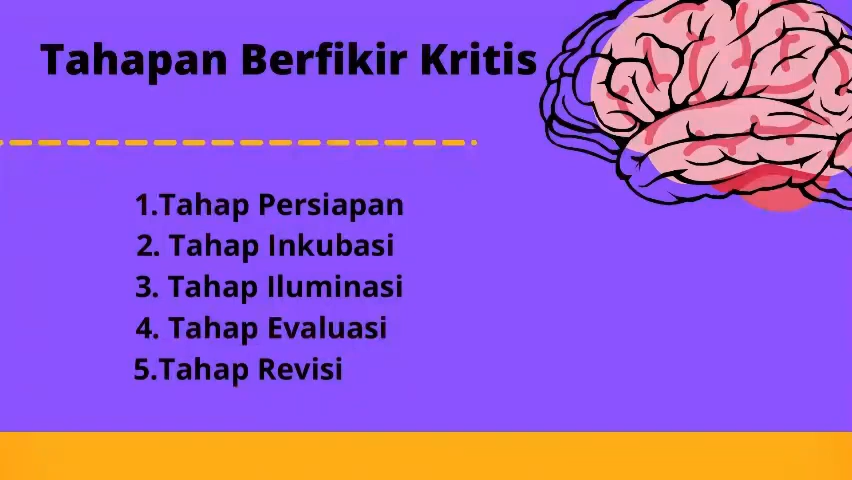 Tahapan Berfikir Kritis
1.Tahap Persiapan
2. Tahap Inkubasi
3. Tahap Iluminasi
4. Tahap Evaluasi
5.Tahap Revisi